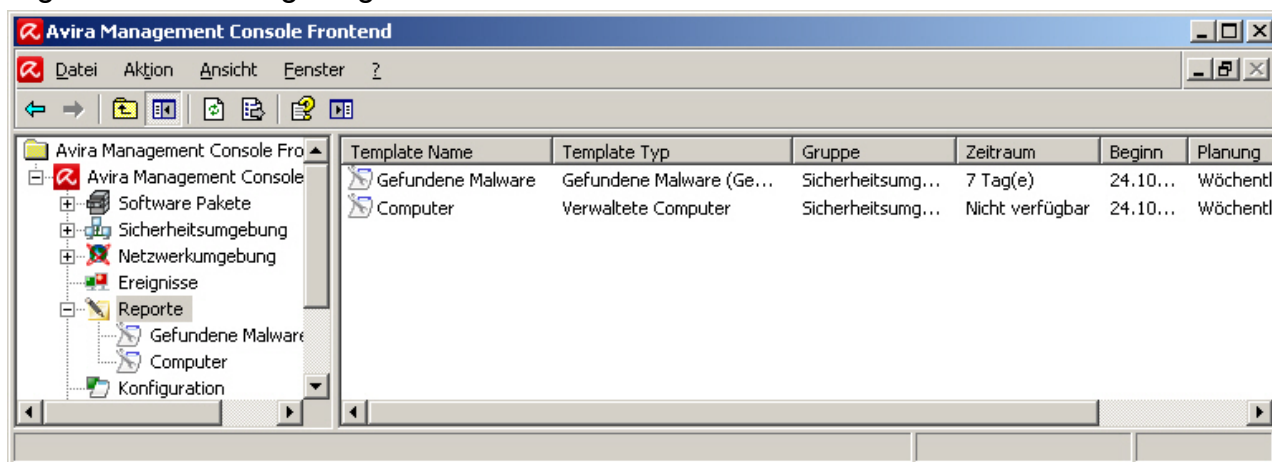 Avira Management Console Frontend
Datei Aktion Ansicht Fenster ?
Avira Management Console Fro
Avira Management Console
Software Pakete
Sicherheitsumgebung
Netzwerkumgebung
Ereignisse
Reporte
Gefundene Malware
Computer
Konfiguration
Template Name Template Typ Gruppe Zeitraum Beginn Planung
Gefundene Malware Gefundene Malware (Ge... Sicherheitsumg... 7 Tag(e) 24.10... Wöchentl
Computer Verwaltete Computer Sicherheitsumg... Nicht verfügbar 24.10... Wöchentl